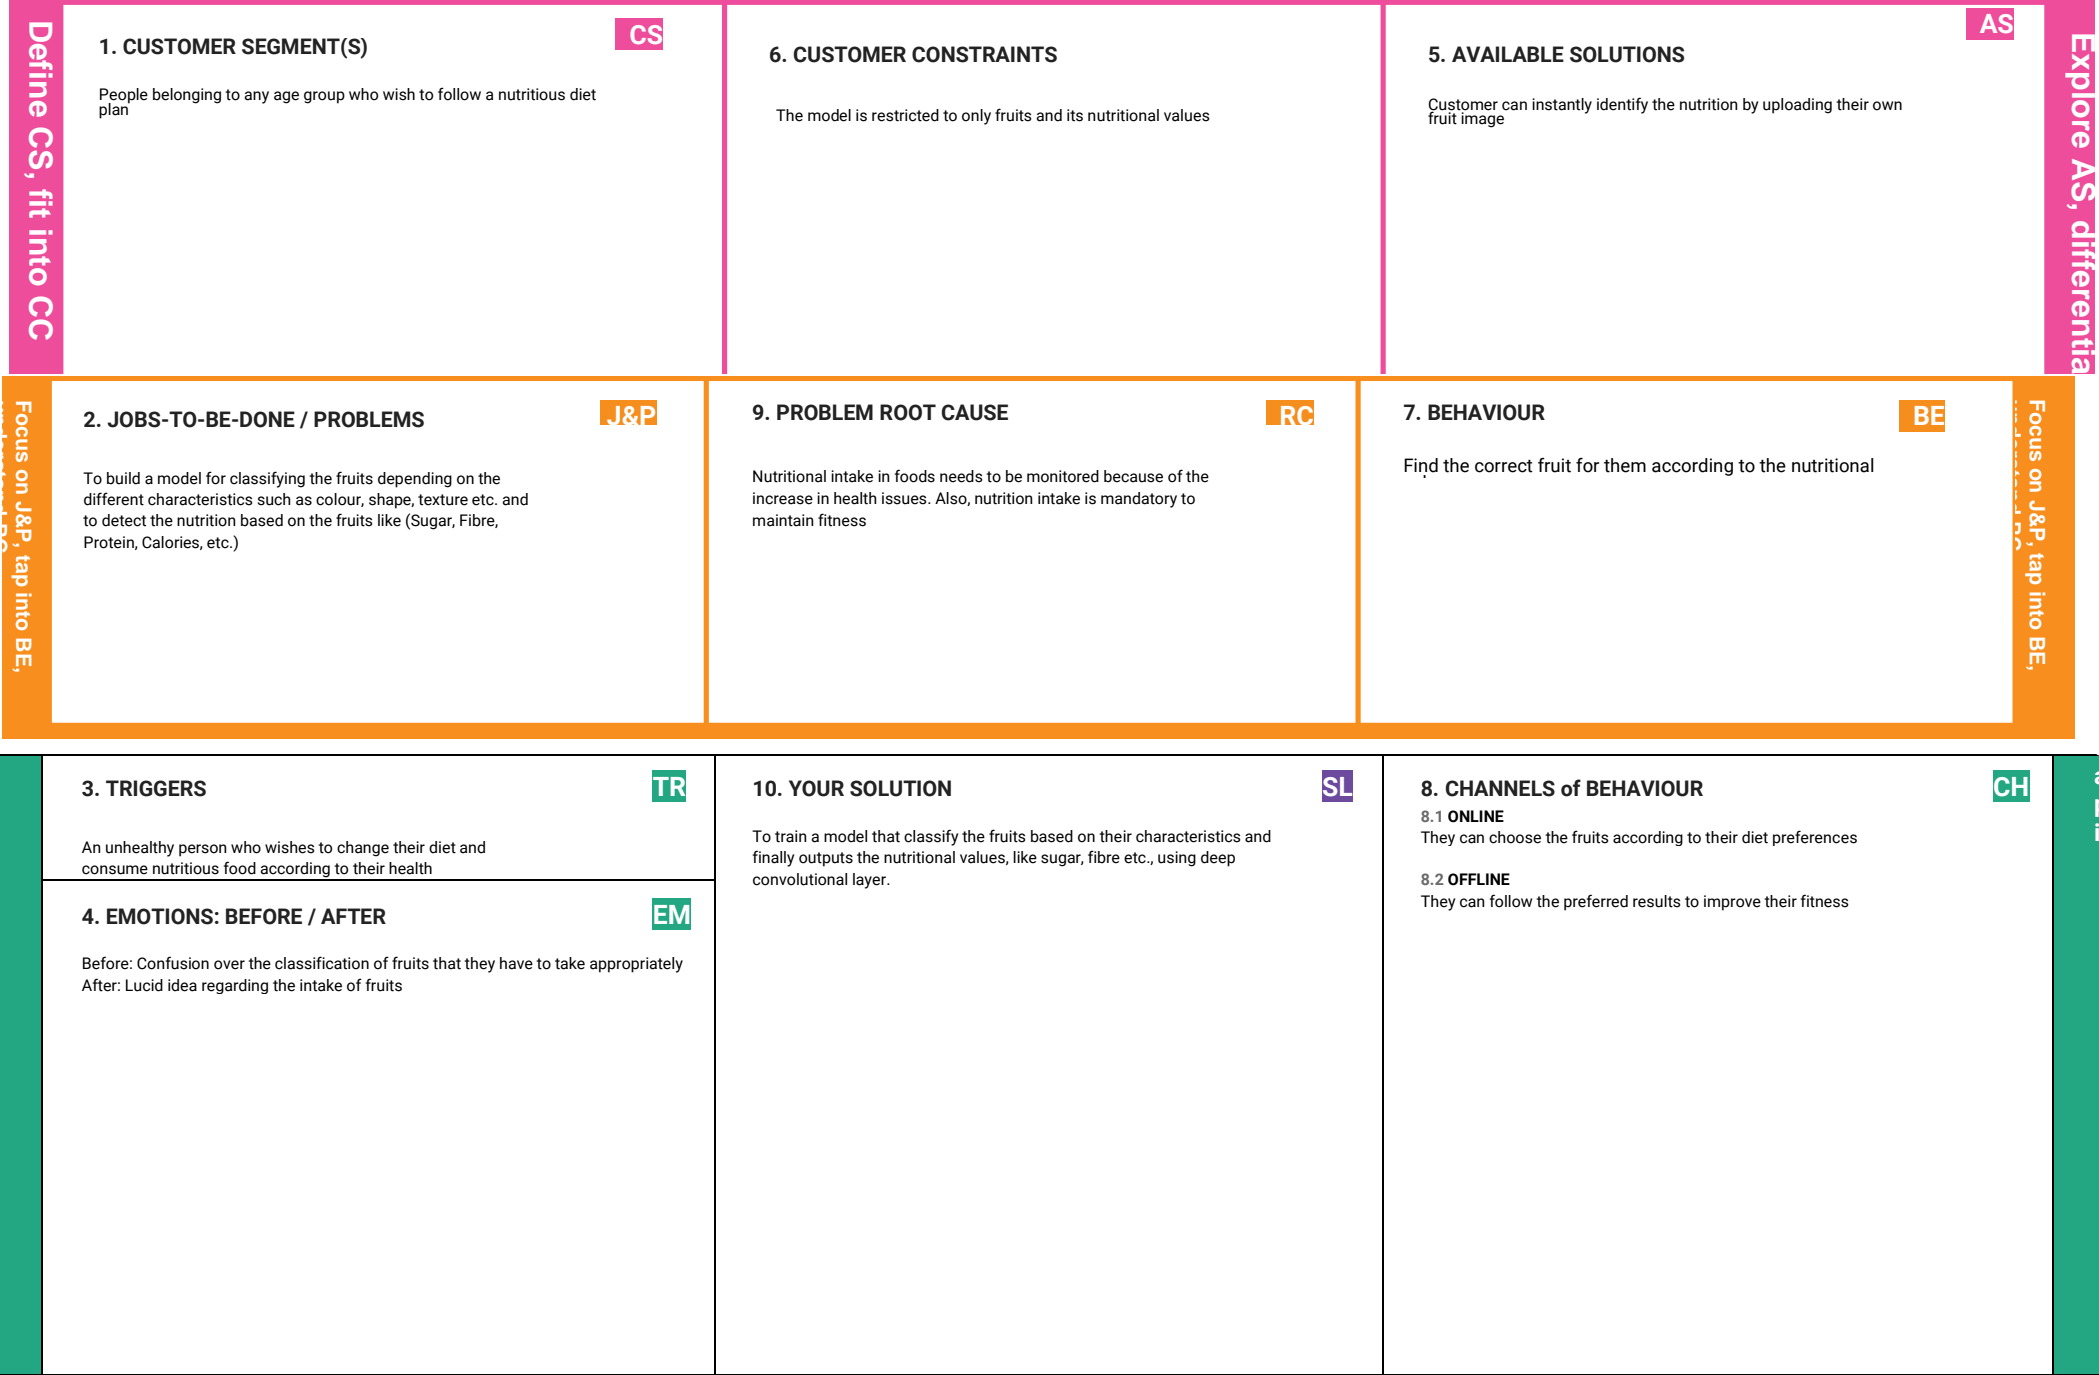 Define CS, fit into CC
1. CUSTOMER SEGMENT(S)
CS
People belonging to any age group who wish to follow a nutritious diet
plan
6. CUSTOMER CONSTRAINTS
The model is restricted to only fruits and its nutritional values
5. AVAILABLE SOLUTIONS
AS
Customer can instantly identify the nutrition by uploading their own
fruit image
Explore AS, differentia
Focus on J&P, tap into BE,
2. JOBS-TO-BE-DONE / PROBLEMS
J&P
To build a model for classifying the fruits depending on the
different characteristics such as colour, shape, texture etc. and
to detect the nutrition based on the fruits like (Sugar, Fibre,
Protein, Calories, etc.)
9. PROBLEM ROOT CAUSE
RC
Nutritional intake in foods needs to be monitored because of the
increase in health issues. Also, nutrition intake is mandatory to
maintain fitness
7. BEHAVIOUR
BE
Find the correct fruit for them according to the nutritional
Focus on J&P, tap into BE,
3. TRIGGERS
TR
An unhealthy person who wishes to change their diet and
consume nutritious food according to their health
4. EMOTIONS: BEFORE / AFTER
EM
Before: Confusion over the classification of fruits that they have to take appropriately
After: Lucid idea regarding the intake of fruits
10. YOUR SOLUTION
SL
To train a model that classify the fruits based on their characteristics and
finally outputs the nutritional values, like sugar, fibre etc., using deep
convolutional layer.
8. CHANNELS of BEHAVIOUR
CH
8.1 ONLINE
They can choose the fruits according to their diet preferences
8.2 OFFLINE
They can follow the preferred results to improve their fitness